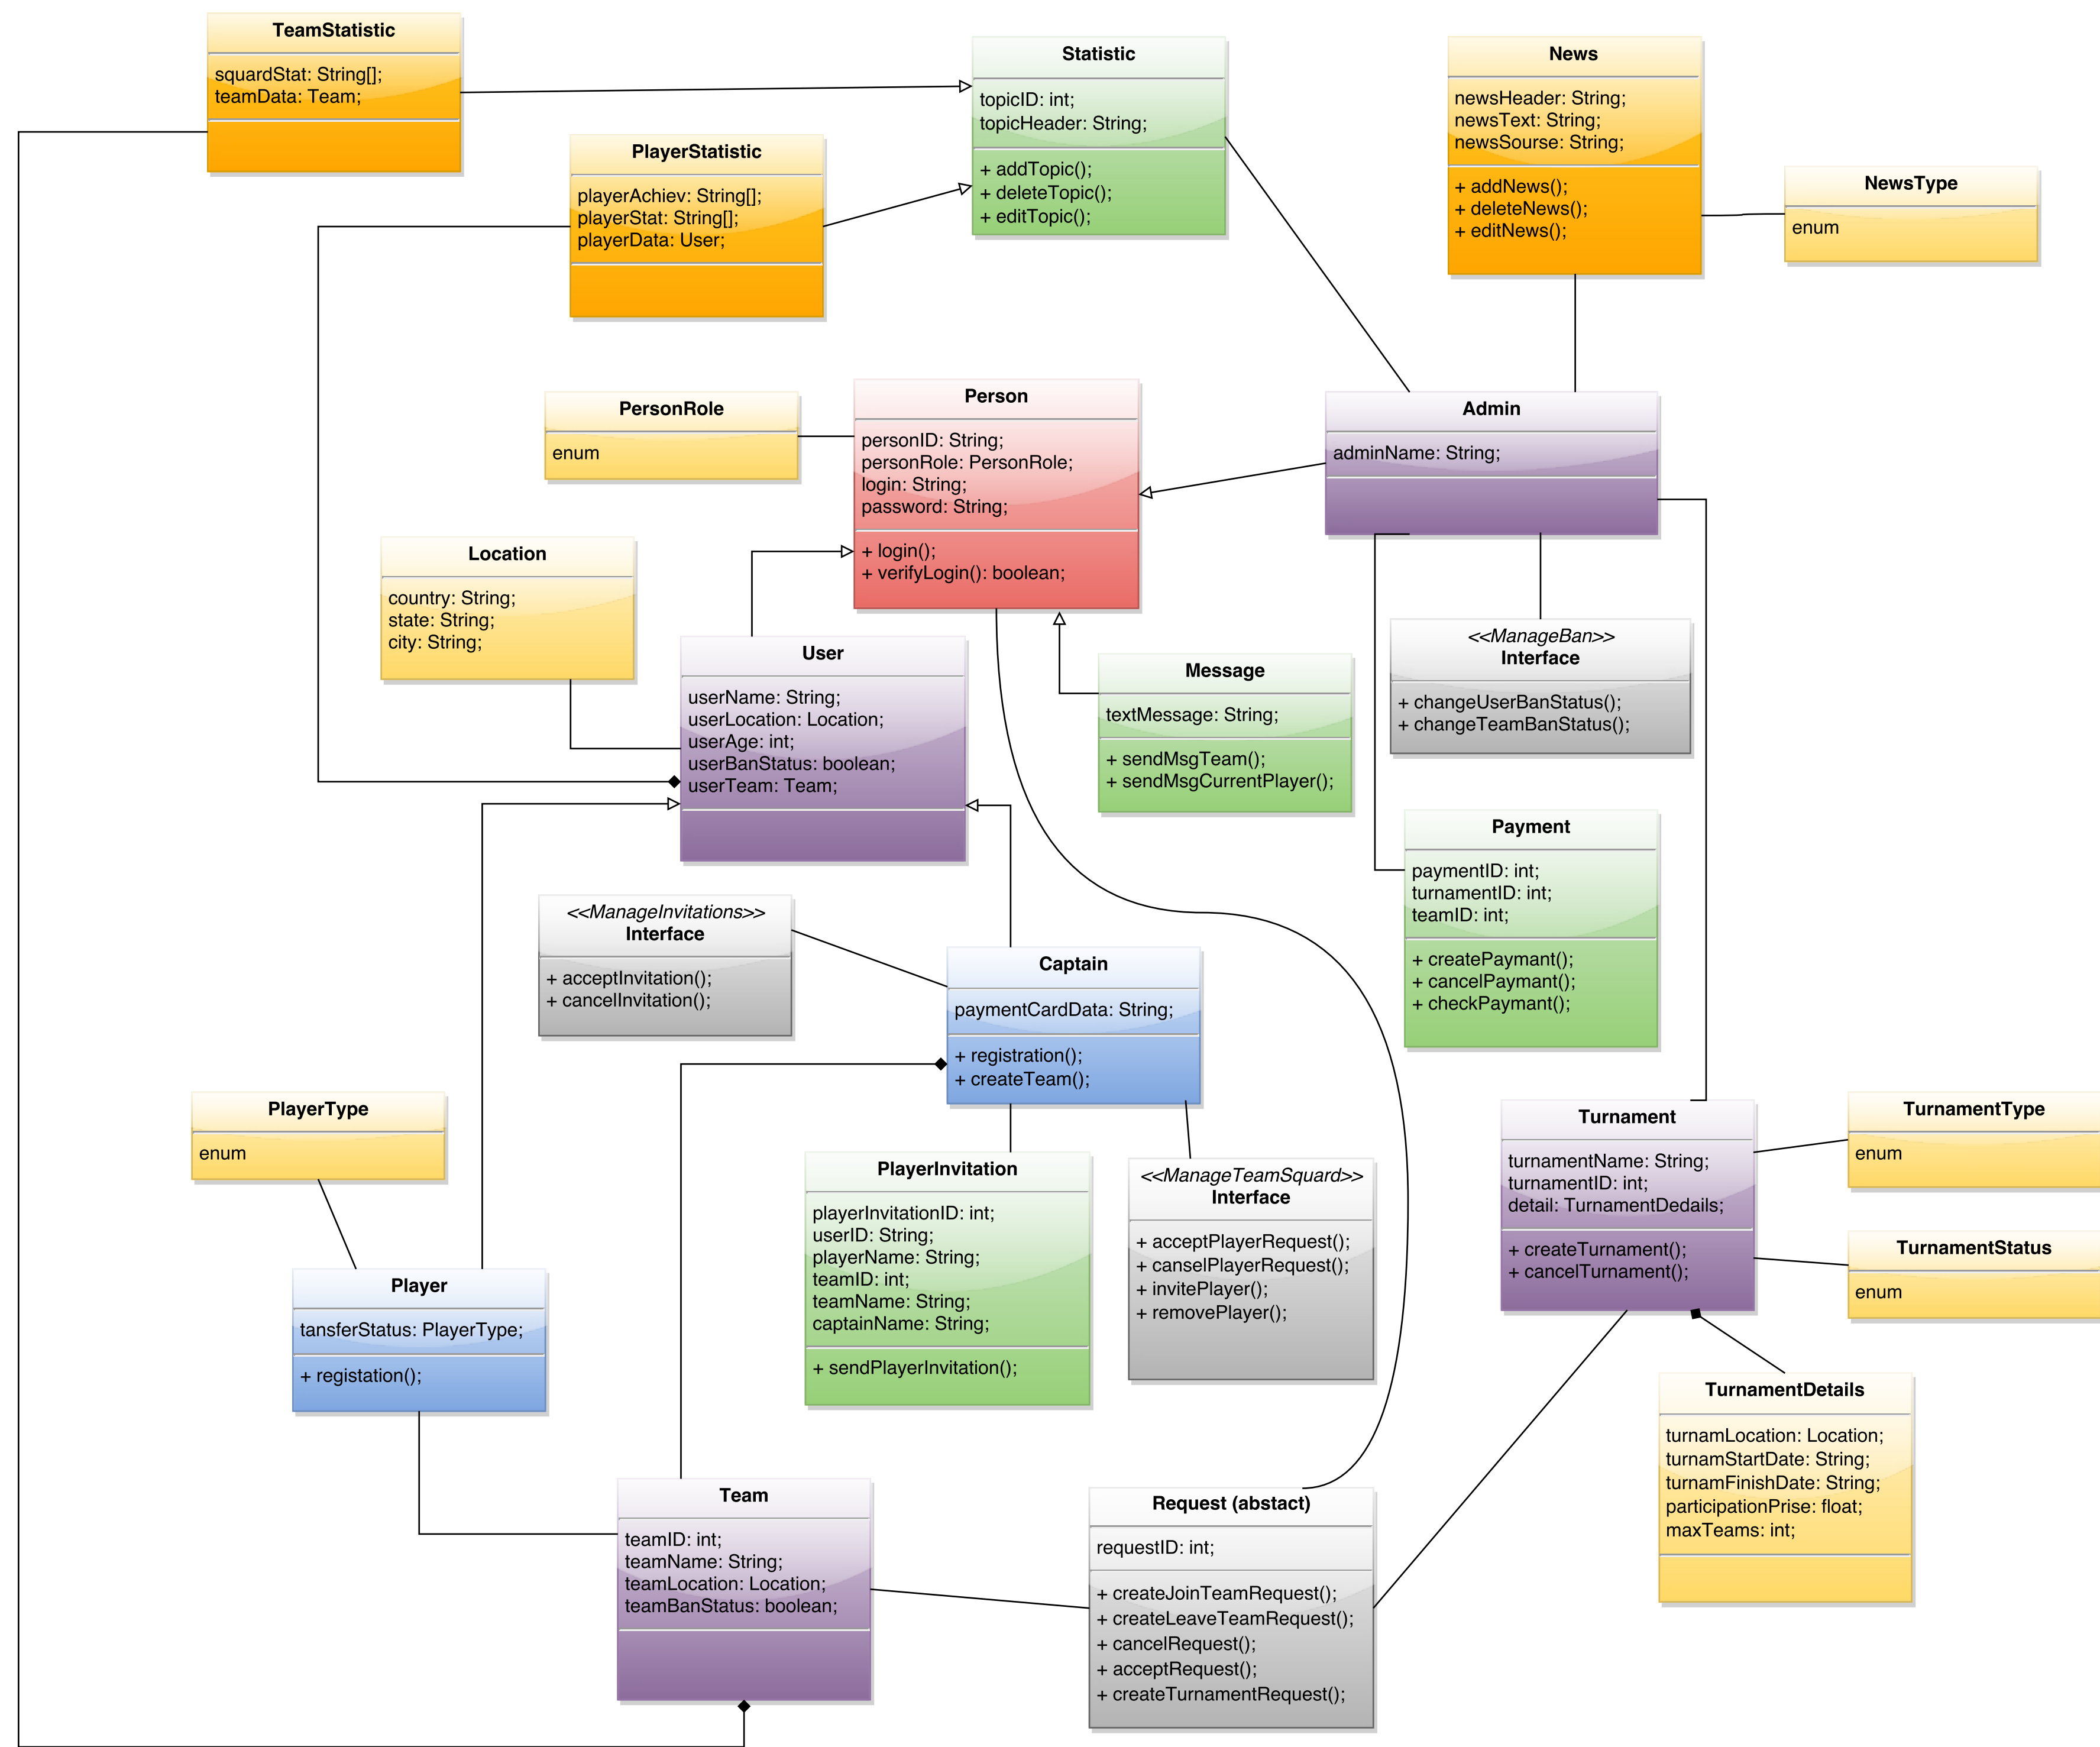 TeamStatistic
squardStat: String[];
teamData: Team;
Statistic
topicID: int;
topicHeader: String;
+ addTopic();
+ deleteTopic();
+ editTopic();
News
newsHeader: String;
newsText: String;
newsSourse: String;
+ addNews();
+ deleteNews();
+ editNews();
PlayerStatistic
playerAchiev: String[];
playerStat: String[];
playerData: User;
NewsType
enum
PersonRole
enum
Person
personID: String;
personRole: PersonRole;
login: String;
password: String;
+ login();
+ verifyLogin(): boolean;
Admin
adminName: String;
Location
country: String;
state: String;
city: String;
User
userName: String;
userLocation: Location;
userAge: int;
userBanStatus: boolean;
userTeam: Team;
Message
textMessage: String;
+ sendMsgTeam();
+ sendMsgCurrentPlayer();
<<ManageBan>>
Interface
+ changeUserBanStatus();
+ changeTeamBanStatus();
Payment
paymentID: int;
turnamentID: int;
teamID: int;
+ createPaymant();
+ cancelPaymant();
+ checkPaymant();
<<ManageInvitations>>
Interface
+ acceptInvitation();
+ cancelInvitation();
Captain
paymentCardData: String;
+ registration();
+ createTeam();
PlayerType
enum
PlayerInvitation
playerInvitationID: int;
userID: String;
playerName: String;
teamID: int;
teamName: String;
captainName: String;
+ sendPlayerInvitation();
<<ManageTeamSquard>>
Interface
+ acceptPlayerRequest();
+ canselPlayerRequest();
+ invitePlayer();
+ removePlayer();
Turnament
turnamentName: String;
turnamentID: int;
detail: TurnamentDedails;
+ createTurnament();
+ cancelTurnament();
TurnamentType
enum
TurnamentStatus
enum
Player
tansferStatus: PlayerType;
+ registation();
TurnamentDetails
turnamLocation: Location;
turnamStartDate: String;
turnamFinishDate: String;
participationPrise: float;
maxTeams: int;
Team
teamID: int;
teamName: String;
teamLocation: Location;
teamBanStatus: boolean;
Request (abstact)
requestID: int;
+ createJoinTeamRequest();
+ createLeaveTeamRequest();
+ cancelRequest();
+ acceptRequest();
+ createTurnamentRequest();